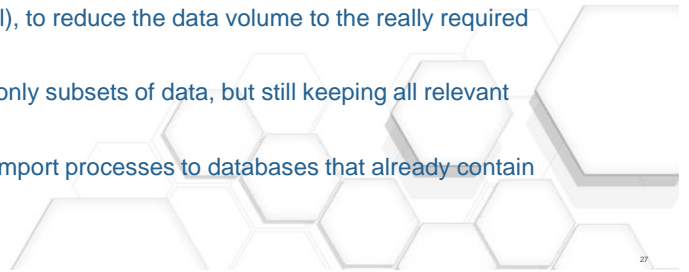 l), to reduce the data volume to the really required
only subsets of data, but still keeping all relevant
mport processes to databases that already contain
27